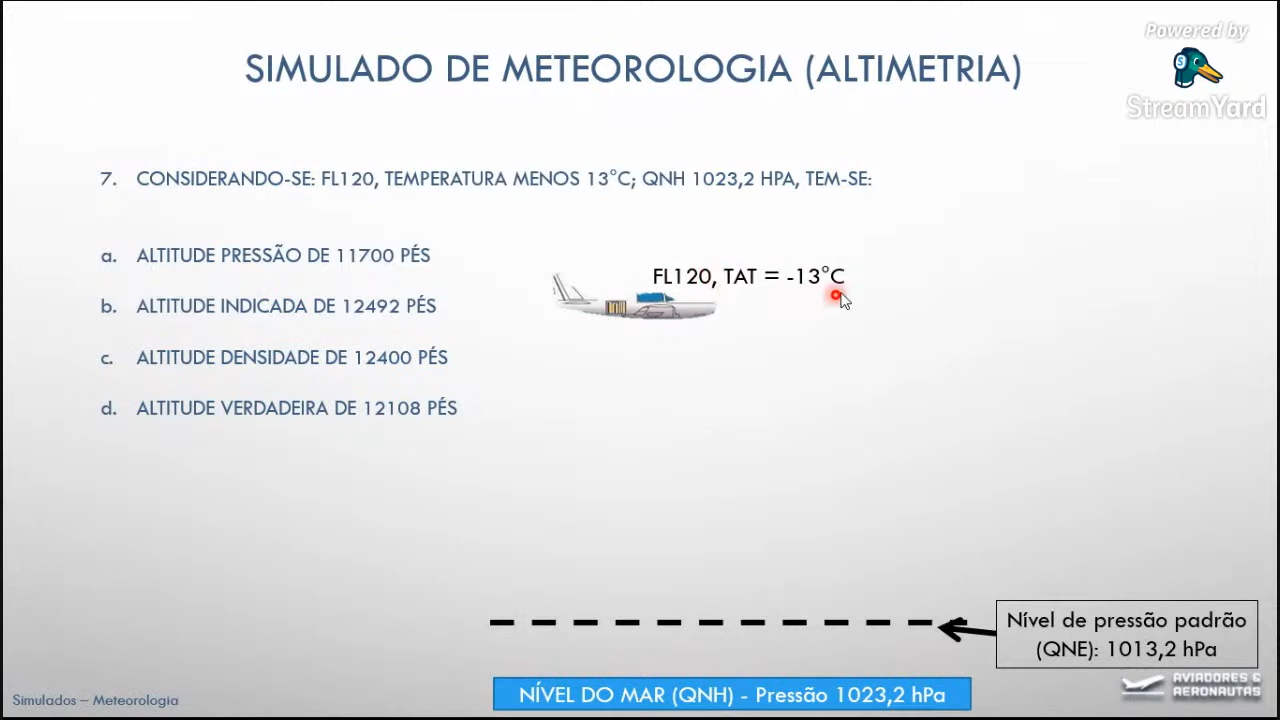 Powered by
StreamYard
SIMULADO DE METEOROLOGIA (ALTIMETRIA)
7. CONSIDERANDO-SE: FL120, TEMPERATURA MENOS 13°C; QNH 1023,2 HPA, TEM-SE:
a. ALTITUDE PRESSÃO DE 11700 PÉS
b. ALTITUDE INDICADA DE 12492 PÉS
c. ALTITUDE DENSIDADE DE 12400 PÉS
d. ALTITUDE VERDADEIRA DE 12108 PÉS
FL120, TAT = -13°C
Nível de pressão padrão
(QNE): 1013,2 hPa
NÍVEL DO MAR (QNH) - Pressão 1023,2 hPa
Simulados – Meteorologia
AVIADORES &
AERONAUTAS